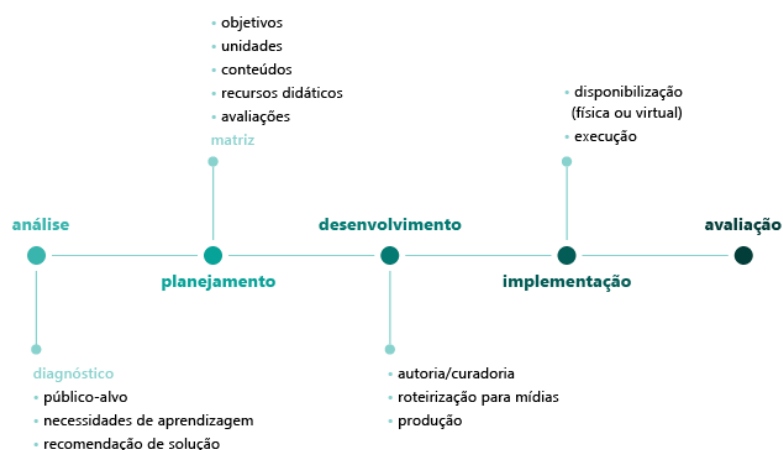 • objetivos
• unidades
• conteúdos
• recursos didáticos
• avaliações
matriz
• disponibilização
(física ou virtual)
• execução
análise
desenvolvimento
avaliação
planejamento
implementação
diagnóstico
• público-alvo
• necessidades de aprendizagem
• recomendação de solução
• autoria/curadoria
• roteirização para mídias
• produção